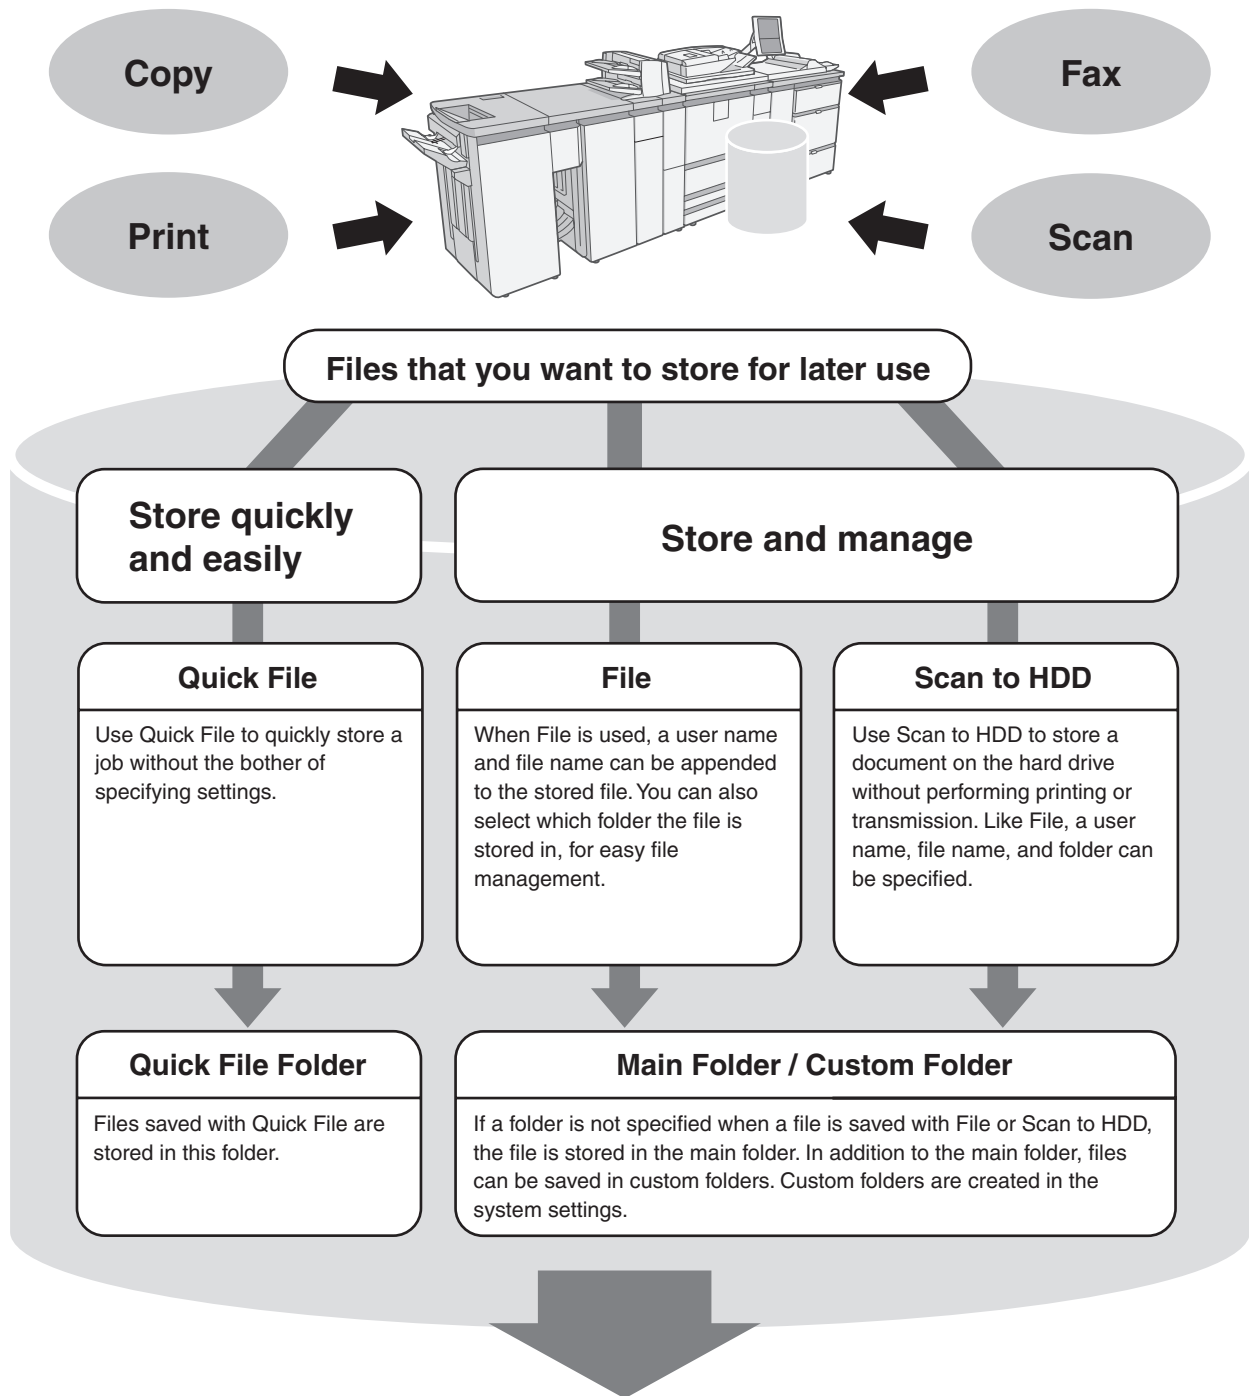 Copy
Fax
Print
Scan
Files that you want to store for later use
Store quickly
and easily
Store and manage
Quick File
Use Quick File to quickly store a
job without the bother of
specifying settings.
File
When File is used, a user name
and file name can be appended
to the stored file. You can also
select which folder the file is
stored in, for easy file
management.
Scan to HDD
Use Scan to HDD to store a
document on the hard drive
without performing printing or
transmission. Like File, a user
name, file name, and folder can
be specified.
Quick File Folder
Files saved with Quick File are
stored in this folder.
Main Folder / Custom Folder
If a folder is not specified when a file is saved with File or Scan to HDD,
the file is stored in the main folder. In addition to the main folder, files
can be saved in custom folders. Custom folders are created in the
system settings.